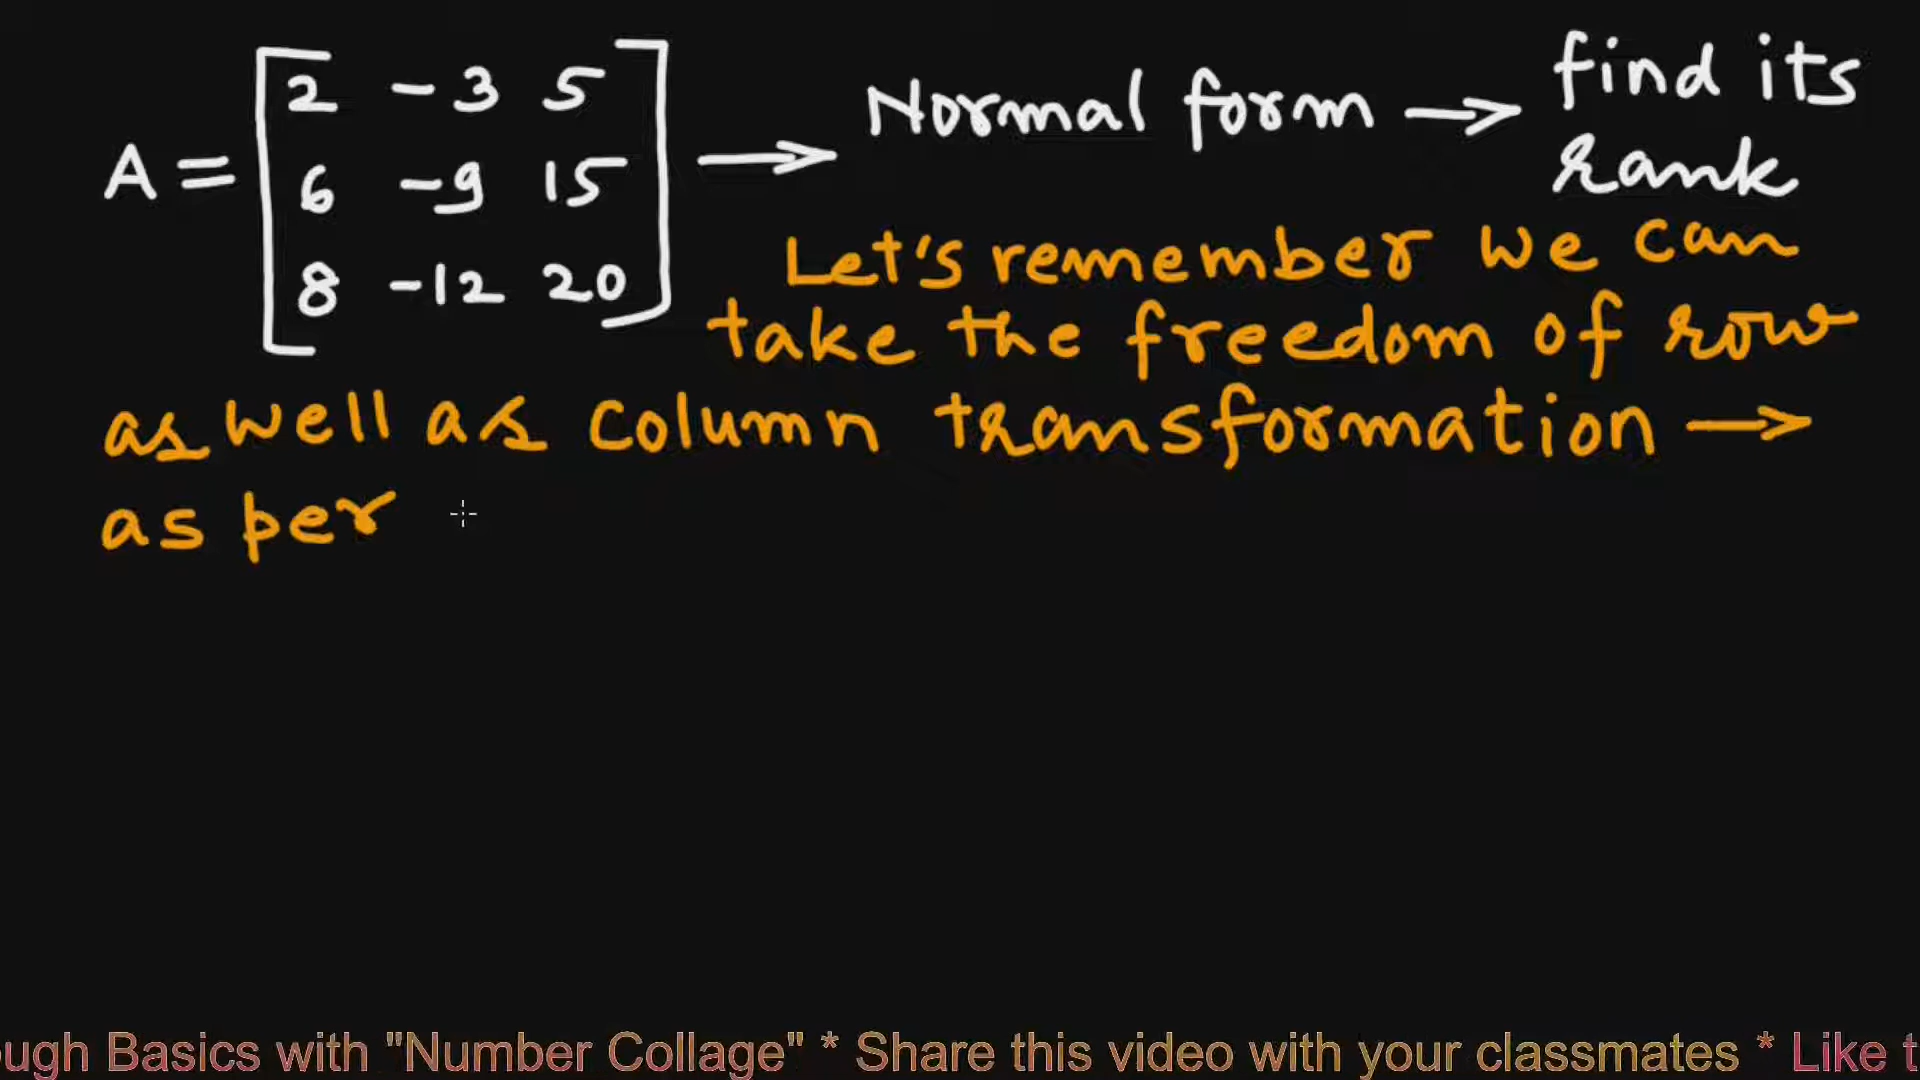 A = [2 -3 5
6 -9 15
8 -12 20] → Normal form → find its rank
Let's remember we can
take the freedom of row
as well as column transformation →
as per
ough Basics with "Number Collage" * Share this video with your classmates * Like t